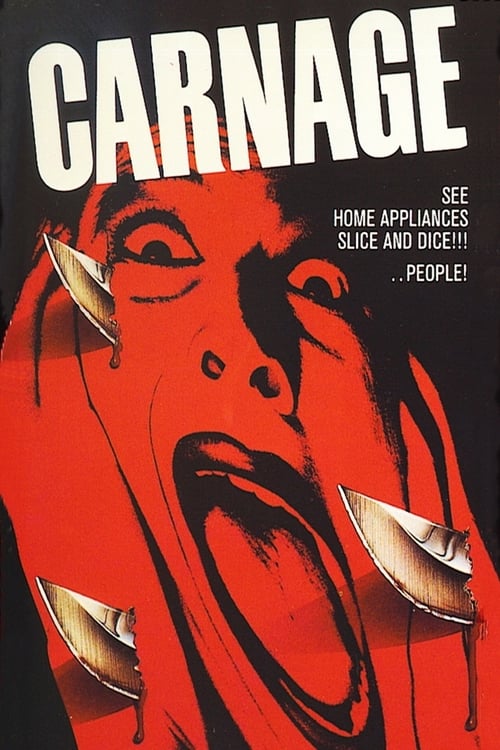 CARNAGE
SEE
HOME APPLIANCES
SLICE AND DICE!!!
..PEOPLE!